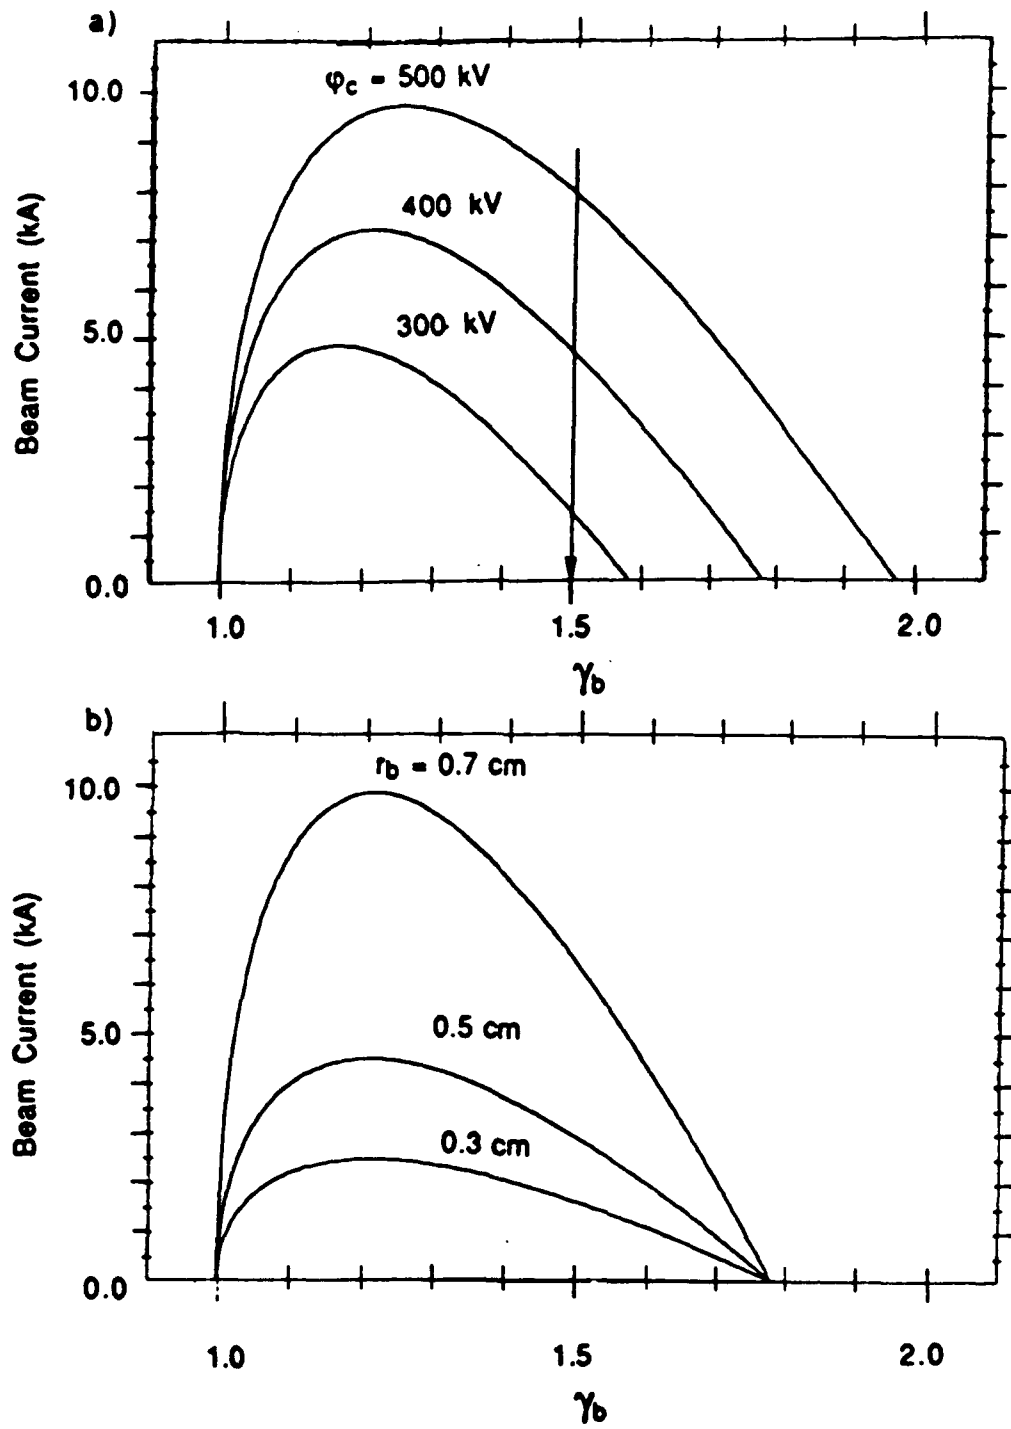 a)
φc = 500 kV
10.0
400 kV
5.0
300 kV
0.0
1.0 1.5 2.0
γb
Beam Current (kA)
b)
rb = 0.7 cm
10.0
5.0
0.5 cm
0.3 cm
0.0
1.0 1.5 2.0
γb
Beam Current (kA)